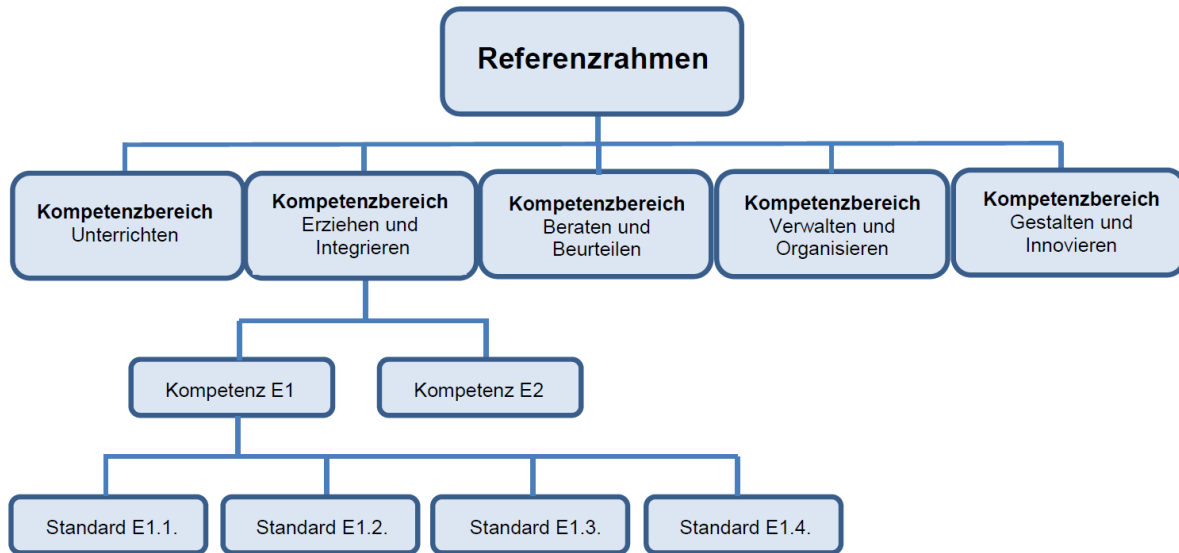 Referenzrahmen
Kompetenzbereich
Unterrichten
Kompetenzbereich
Erziehen und
Integrieren
Kompetenzbereich
Beraten und
Beurteilen
Kompetenzbereich
Verwalten und
Organisieren
Kompetenzbereich
Gestalten und
Innovieren
Kompetenz E1
Kompetenz E2
Standard E1.1.
Standard E1.2.
Standard E1.3.
Standard E1.4.